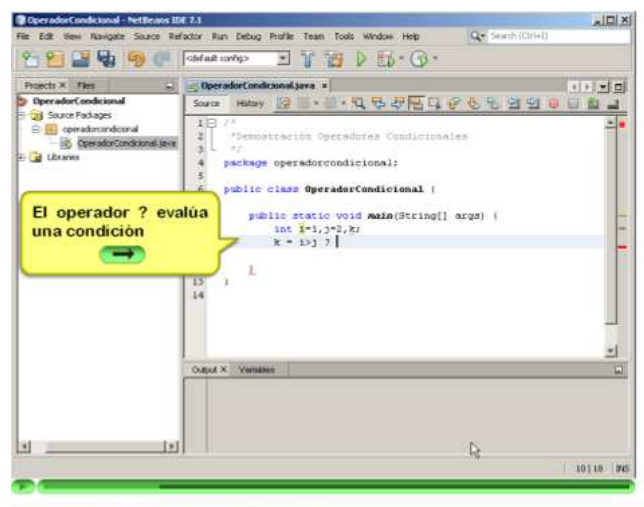 OperadorCondicional - NetBeans IDE 7.1
File Edit View Navigate Source Refactor Run Debug Profile Team Tools Window Help
Search (Ctrl+I)
<default config>
Projects Files
OperadorCondicional.java
OperadorCondicional
Source Packages
operadorcondicional
OperadorCondicional.java
Libraries
Source History
1 /*
2 *Demostración Operadores Condicionales
3 */
4 package operadorcondicional;
5
6 public class OperadorCondicional {
public static void main(String[] args) {
int i=1,j=2,k;
k = i>j ?
}
13 }
14
El operador ? evalúa
una condición
Output Variables
10|18 INS